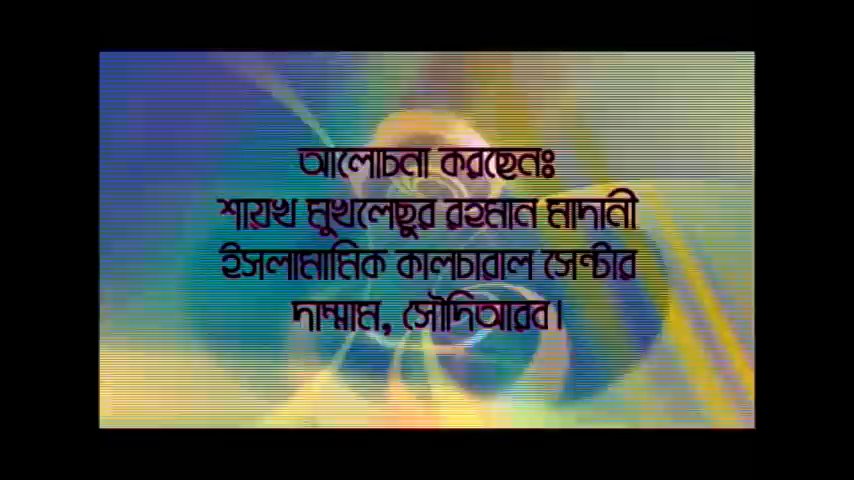 আলোচনা করছেনঃ
শায়খ মুখলেছুর রহমান মাদানী
ইসলামামিক কালচারাল সেন্টার
দাম্মাম, সৌদিআরব।